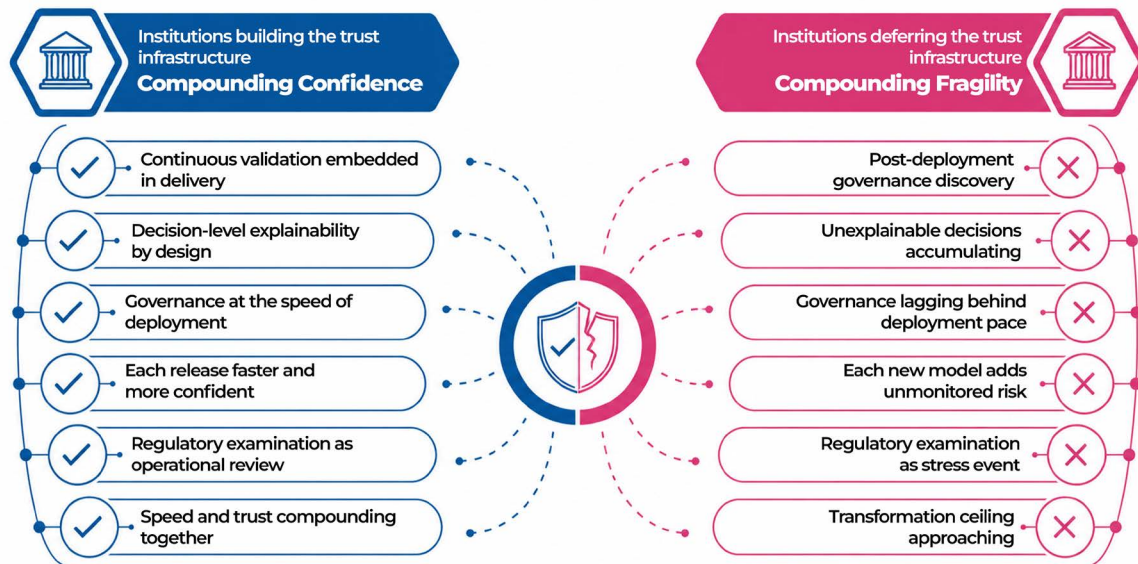 Institutions building the trust
infrastructure
Compounding Confidence
Continuous validation embedded
in delivery
Decision-level explainability
by design
Governance at the speed of
deployment
Each release faster and
more confident
Regulatory examination as
operational review
Speed and trust compounding
together
Institutions deferring the trust
infrastructure
Compounding Fragility
Post-deployment
governance discovery
Unexplainable decisions
accumulating
Governance lagging behind
deployment pace
Each new model adds
unmonitored risk
Regulatory examination
as stress event
Transformation ceiling
approaching